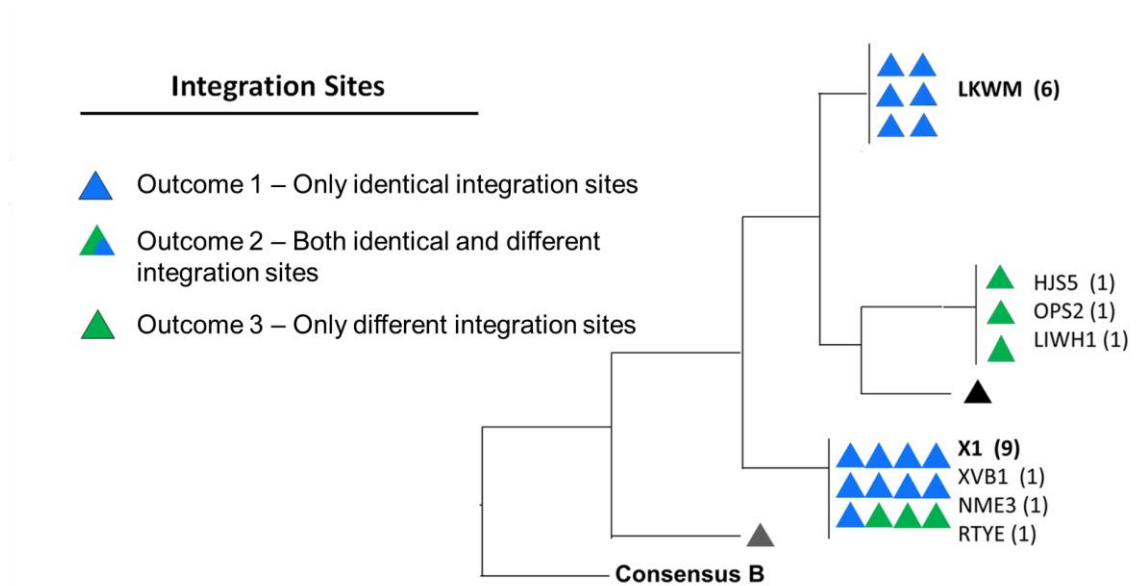 Integration Sites
Outcome 1 – Only identical integration sites
Outcome 2 – Both identical and different
integration sites
Outcome 3 – Only different integration sites
LKWM (6)
HJS5 (1)
OPS2 (1)
LIWH1 (1)
X1 (9)
XVB1 (1)
NME3 (1)
RTYE (1)
Consensus B